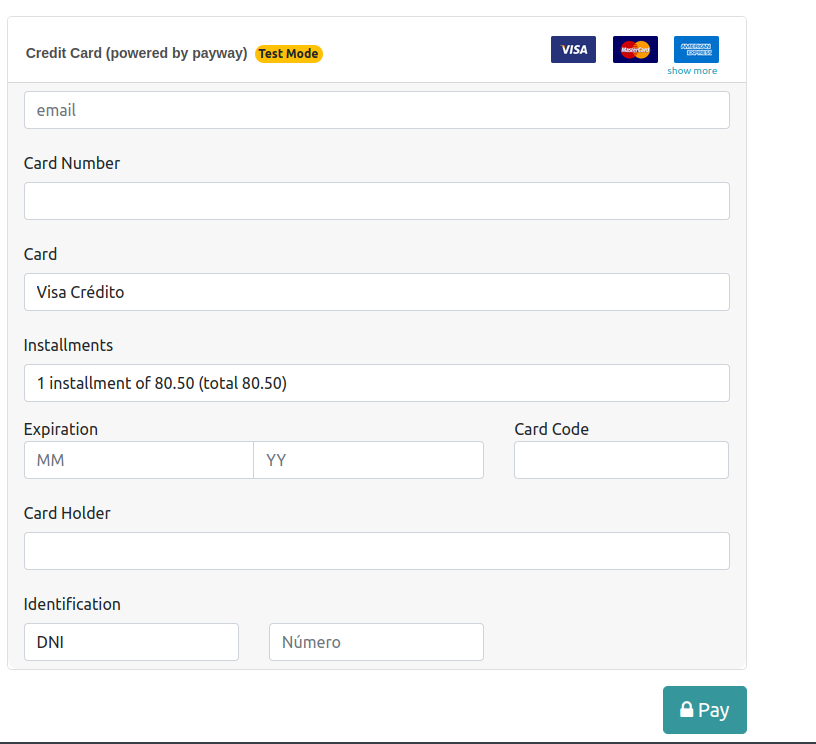 Credit Card (powered by payway) Test Mode VISA MasterCard AMERICAN EXPRESS
show more
email
Card Number
Card
Visa Crédito
Installments
1 installment of 80.50 (total 80.50)
Expiration Card Code
MM YY
Card Holder
Identification
DNI Número
Pay